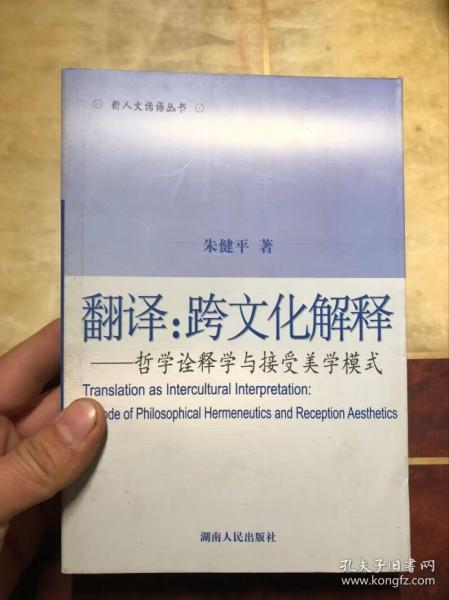 新人文话语丛书
朱健平 著
翻译:跨文化解释
——哲学诠释学与接受美学模式
Translation as Intercultural Interpretation:
ode of Philosophical Hermeneutics and Reception Aesthetics
湖南人民出版社
孔夫子旧书网
www.kongfz.com